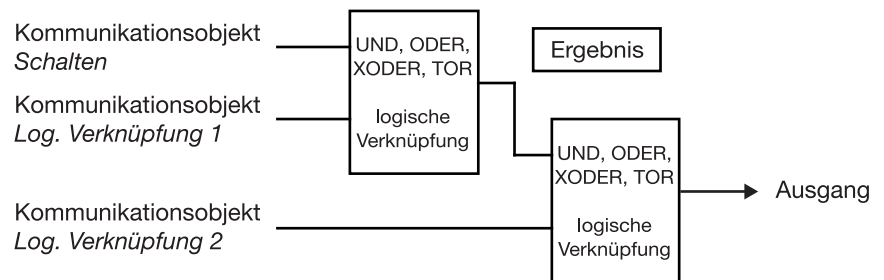 Kommunikationsobjekt
Schalten
Kommunikationsobjekt
Log. Verknüpfung 1
Kommunikationsobjekt
Log. Verknüpfung 2
UND, ODER,
XODER, TOR
logische
Verknüpfung
Ergebnis
UND, ODER,
XODER, TOR
logische
Verknüpfung
Ausgang